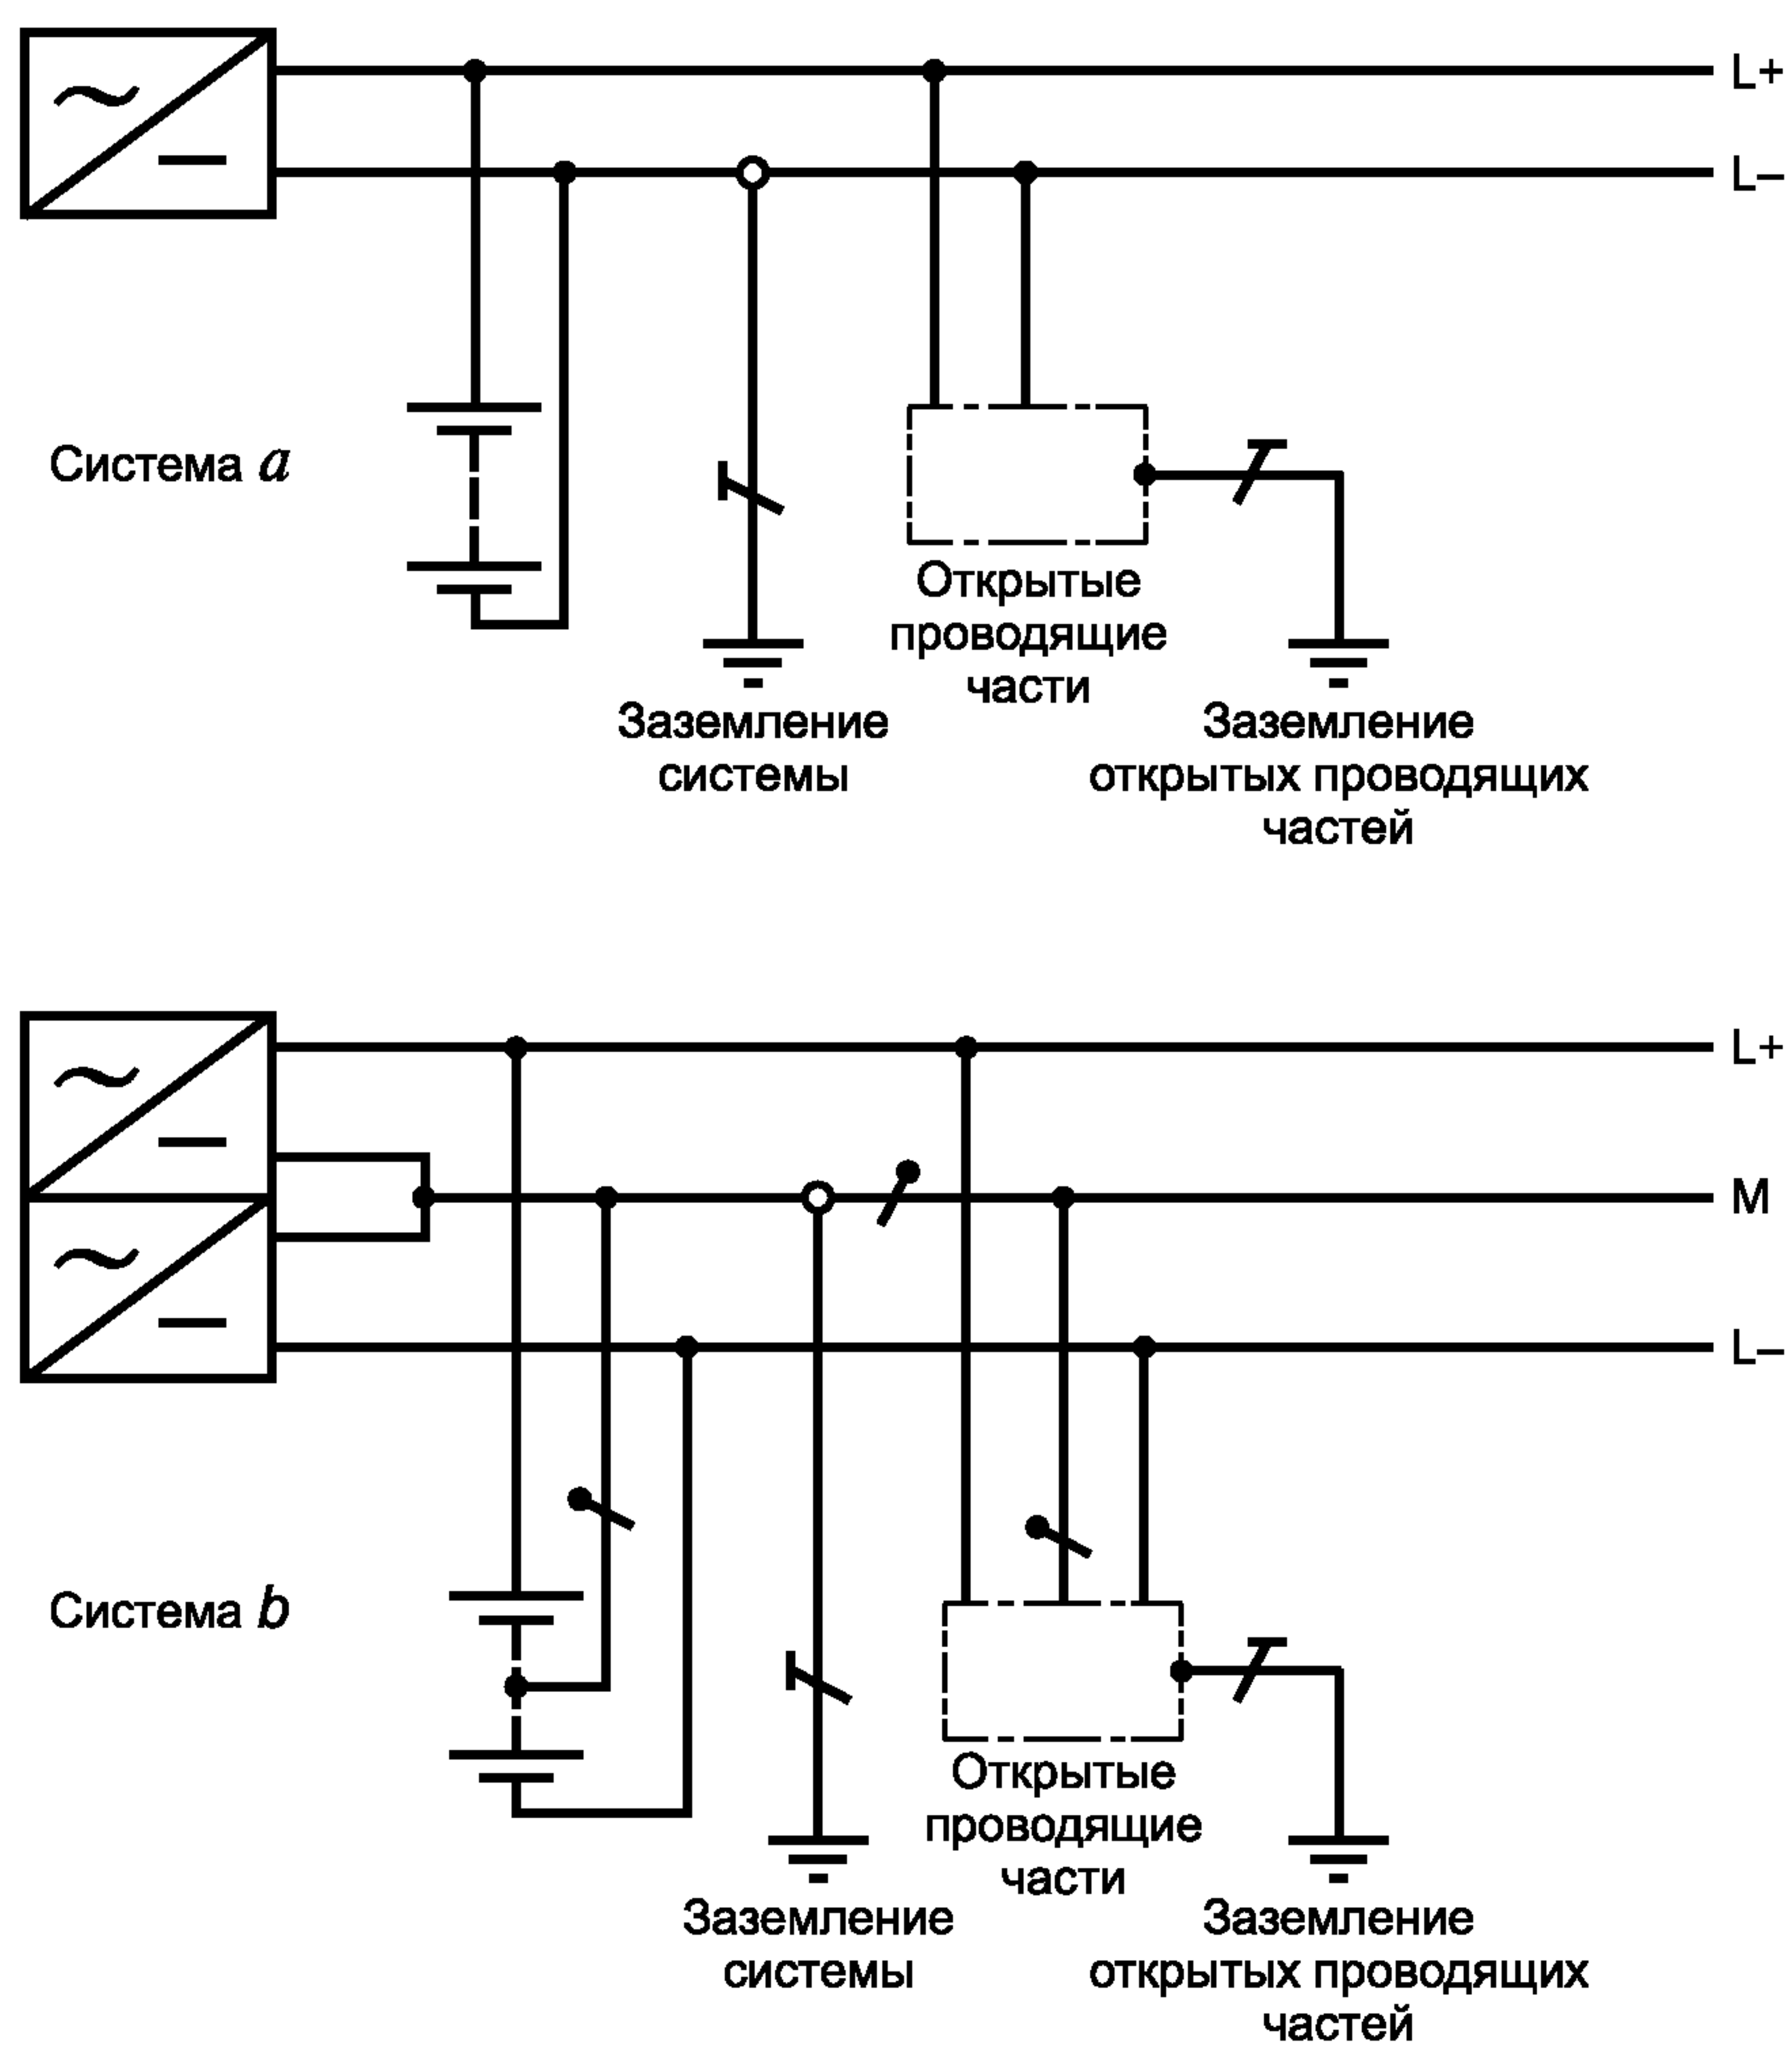 L+
L–
Система a
Открытые
проводящие
части
Заземление
системы
Заземление
открытых проводящих
частей
L+
M
L–
Система b
Открытые
проводящие
части
Заземление
системы
Заземление
открытых проводящих
частей